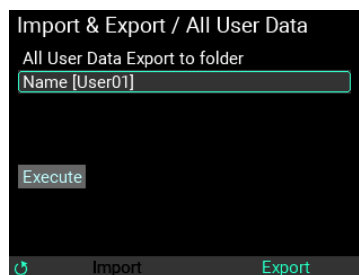 Import & Export / All User Data
All User Data Export to folder
Name [User01]
Execute
Import Export